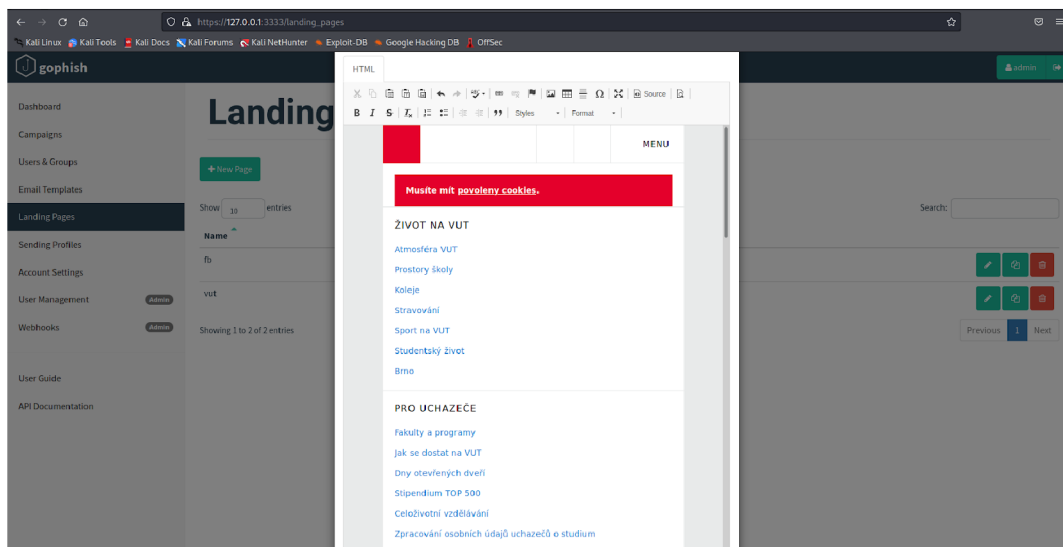 https://127.0.0.1:3333/landing_pages
Kali Linux Kali Tools Kali Docs Kali Forums Kali NetHunter Exploit-DB Google Hacking DB OffSec
gophish
admin
Dashboard
Campaigns
Users & Groups
Email Templates
Landing Pages
Sending Profiles
Account Settings
User Management Admin
Webhooks Admin
User Guide
API Documentation
Landing
+ New Page
Show 10 entries
Search:
Name
fb
vut
Showing 1 to 2 of 2 entries
Previous 1 Next
HTML
Source
B I S Styles Format
MENU
Musíte mít povoleny cookies.
ŽIVOT NA VUT
Atmosféra VUT
Prostory školy
Koleje
Stravování
Sport na VUT
Studentský život
Brno
PRO UCHAZEČE
Fakulty a programy
Jak se dostat na VUT
Dny otevřených dveří
Stipendium TOP 500
Celoživotní vzdělávání
Zpracování osobních údajů uchazečů o studium